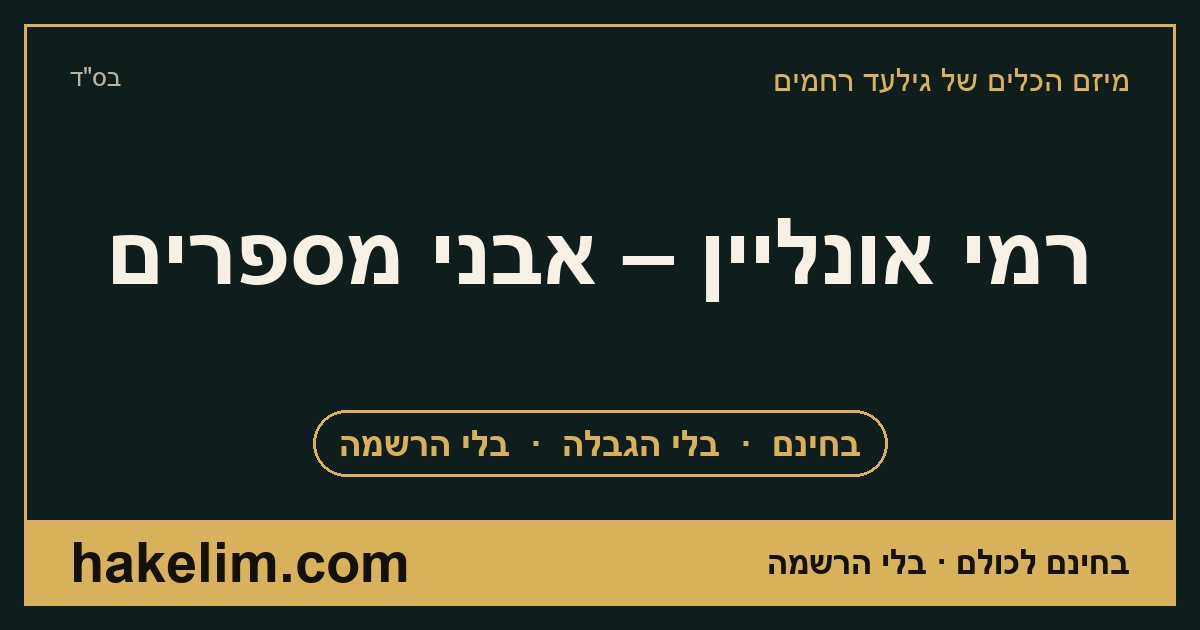 מיזם הכלים של גילעד רחמים
בס"ד
רמי אונליין – אבני מספרים
בחינם · בלי הגבלה · בלי הרשמה
בחינם לכולם · בלי הרשמה
hakelim.com